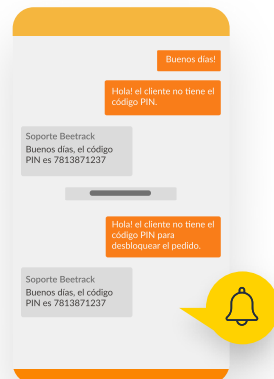 Buenos días!
Hola! el cliente no tiene el
código PIN.
Soporte Beetrack
Buenos días, el código
PIN es 7813871237
Hola! el cliente no tiene el
código PIN para
desbloquear el pedido.
Soporte Beetrack
Buenos días, el código
PIN es 7813871237